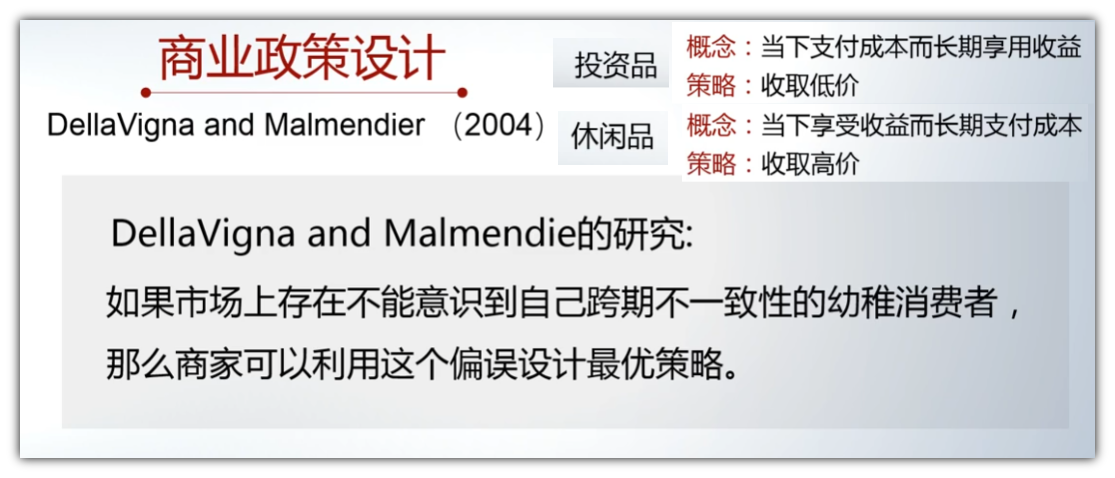 商业政策设计
DellaVigna and Malmendier （2004）
投资品
概念：当下支付成本而长期享用收益
策略：收取低价
休闲品
概念：当下享受收益而长期支付成本
策略：收取高价
DellaVigna and Malmendie的研究:
如果市场上存在不能意识到自己跨期不一致性的幼稚消费者，
那么商家可以利用这个偏误设计最优策略。